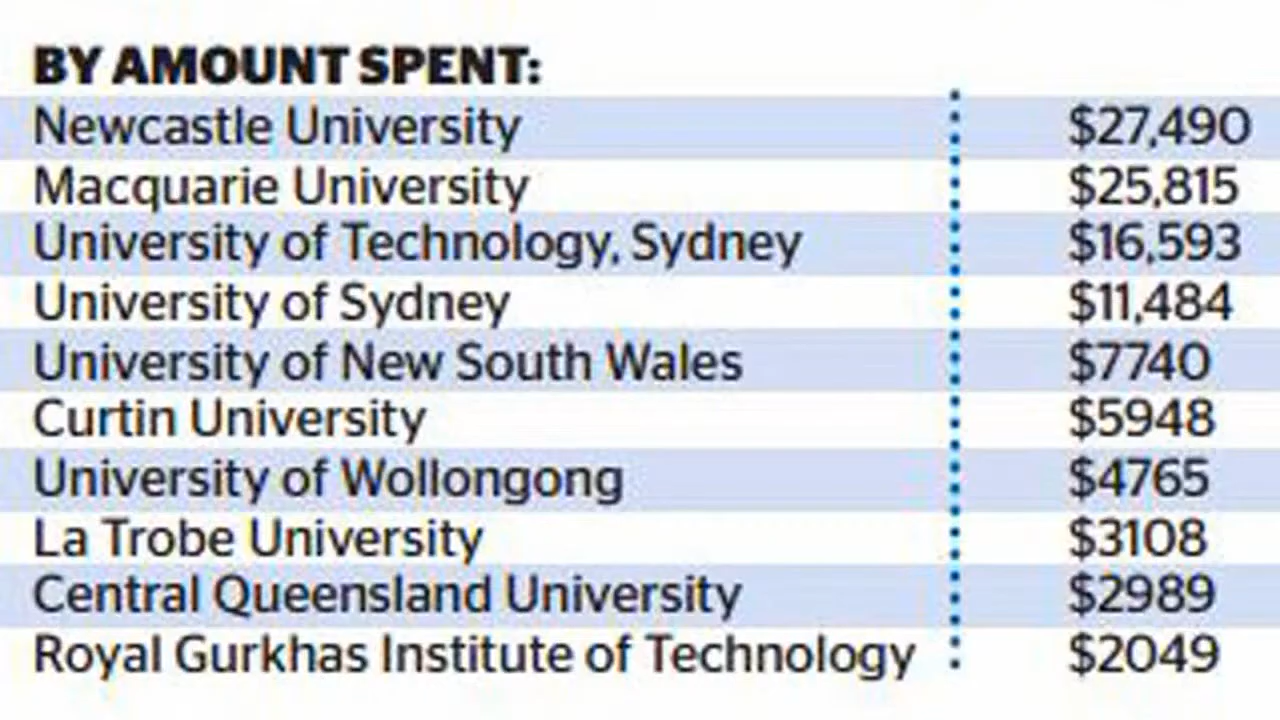 BY AMOUNT SPENT:
Newcastle University $27,490
Macquarie University $25,815
University of Technology, Sydney $16,593
University of Sydney $11,484
University of New South Wales $7740
Curtin University $5948
University of Wollongong $4765
La Trobe University $3108
Central Queensland University $2989
Royal Gurkhas Institute of Technology $2049